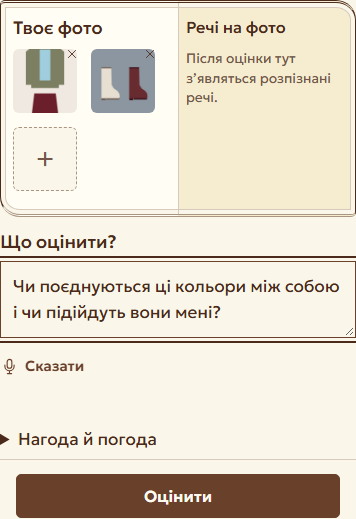 Твоє фото
Речі на фото
Після оцінки тут
зʼявляться розпізнані
речі.
+
Що оцінити?
Чи поєднуються ці кольори між собою
і чи підійдуть вони мені?
Сказати
Нагода й погода
Оцінити